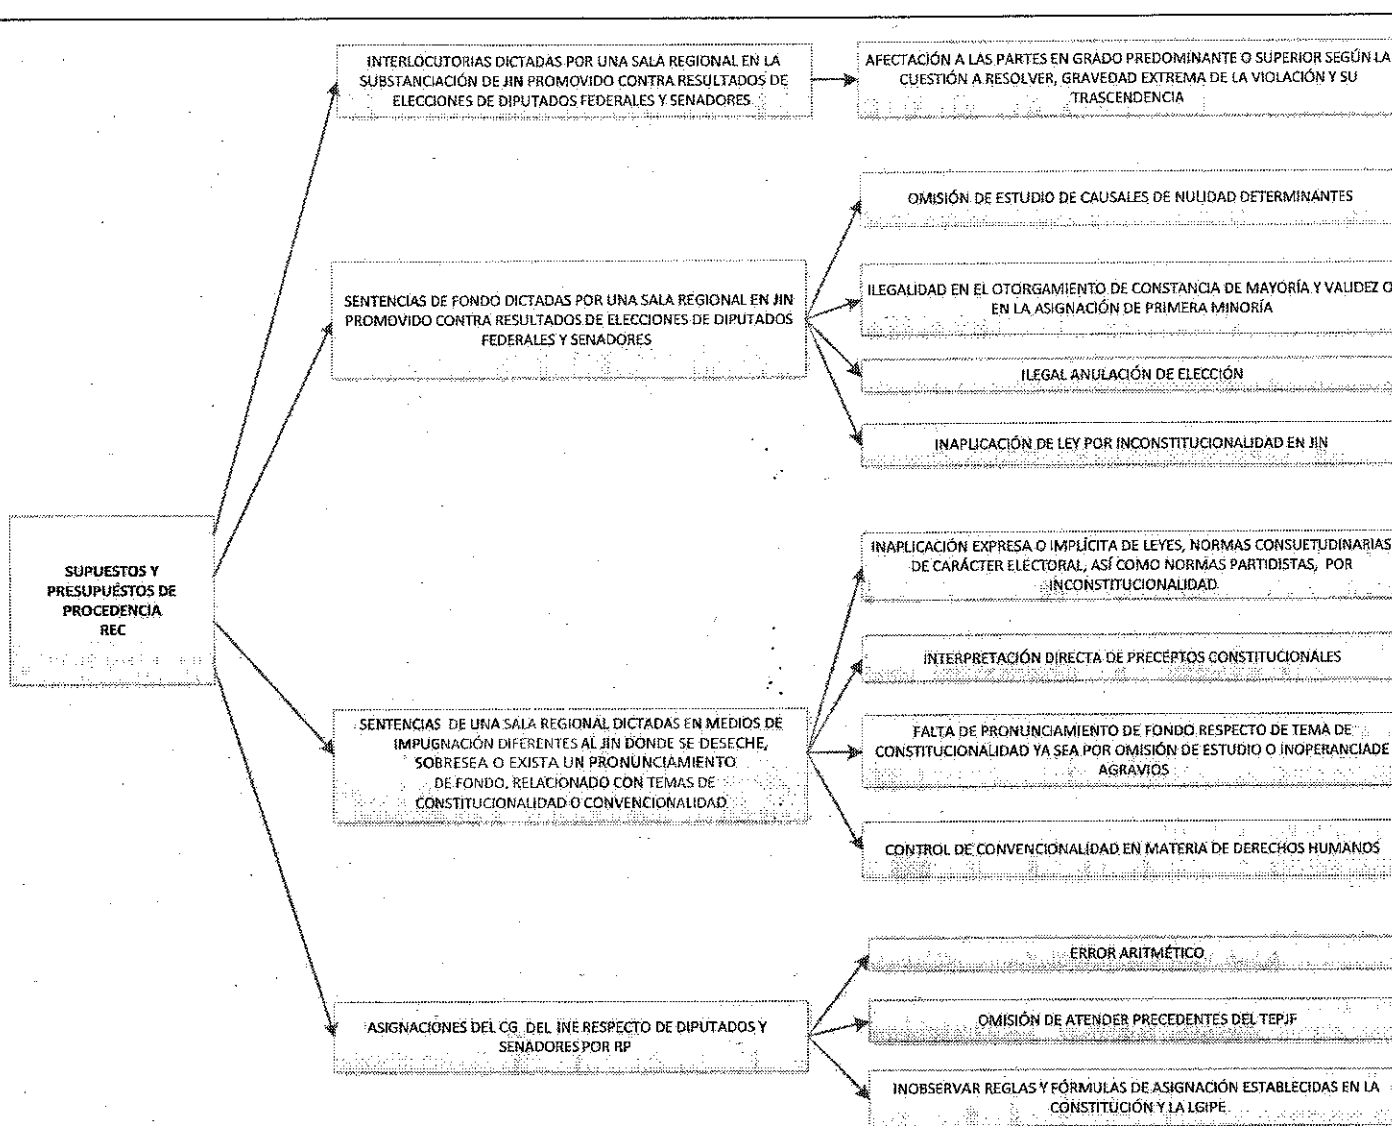 INTERLOCUTORIAS DICTADAS POR UNA SALA REGIONAL EN LA
SUBSTANCIACIÓN DE JIN PROMOVIDO CONTRA RESULTADOS DE
ELECCIONES DE DIPUTADOS FEDERALES Y SENADORES
AFECTACIÓN A LAS PARTES EN GRADO PREDOMINANTE O SUPERIOR SEGÚN LA
CUESTIÓN A RESOLVER, GRAVEDAD EXTREMA DE LA VIOLACIÓN Y SU
TRASCENDENCIA
SENTENCIAS DE FONDO DICTADAS POR UNA SALA REGIONAL EN JIN
PROMOVIDO CONTRA RESULTADOS DE ELECCIONES DE DIPUTADOS
FEDERALES Y SENADORES
OMISIÓN DE ESTUDIO DE CAUSALES DE NULIDAD DETERMINANTES
ILEGALIDAD EN EL OTORGAMIENTO DE CONSTANCIA DE MAYORÍA Y VALIDEZ O
EN LA ASIGNACIÓN DE PRIMERA MINORÍA
ILEGAL ANULACIÓN DE ELECCIÓN
INAPLICACIÓN DE LEY POR INCONSTITUCIONALIDAD EN JIN
SUPUESTOS Y
PRESUPUESTOS DE
PROCEDENCIA
REC
SENTENCIAS DE UNA SALA REGIONAL DICTADAS EN MEDIOS DE
IMPUGNACIÓN DIFERENTES AL JIN DONDE SE DESECHE,
SOBRESEA O EXISTA UN PRONUNCIAMIENTO
DE FONDO, RELACIONADO CON TEMAS DE
CONSTITUCIONALIDAD O CONVENCIONALIDAD
INAPLICACIÓN EXPRESA O IMPLÍCITA DE LEYES, NORMAS CONSUETUDINARIAS
DE CARÁCTER ELECTORAL, ASÍ COMO NORMAS PARTIDISTAS, POR
INCONSTITUCIONALIDAD
INTERPRETACIÓN DIRECTA DE PRECEPTOS CONSTITUCIONALES
FALTA DE PRONUNCIAMIENTO DE FONDO RESPECTO DE TEMA DE
CONSTITUCIONALIDAD YA SEA POR OMISIÓN DE ESTUDIO O INOPERANCIADE
AGRAVIOS
CONTROL DE CONVENCIONALIDAD EN MATERIA DE DERECHOS HUMANOS
ASIGNACIONES DEL CG. DEL INE RESPECTO DE DIPUTADOS Y
SENADORES POR RP
ERROR ARITMÉTICO
OMISIÓN DE ATENDER PRECEDENTES DEL TEPJF
INOBSERVAR REGLAS Y FÓRMULAS DE ASIGNACIÓN ESTABLECIDAS EN LA
CONSTITUCIÓN Y LA LGIPE